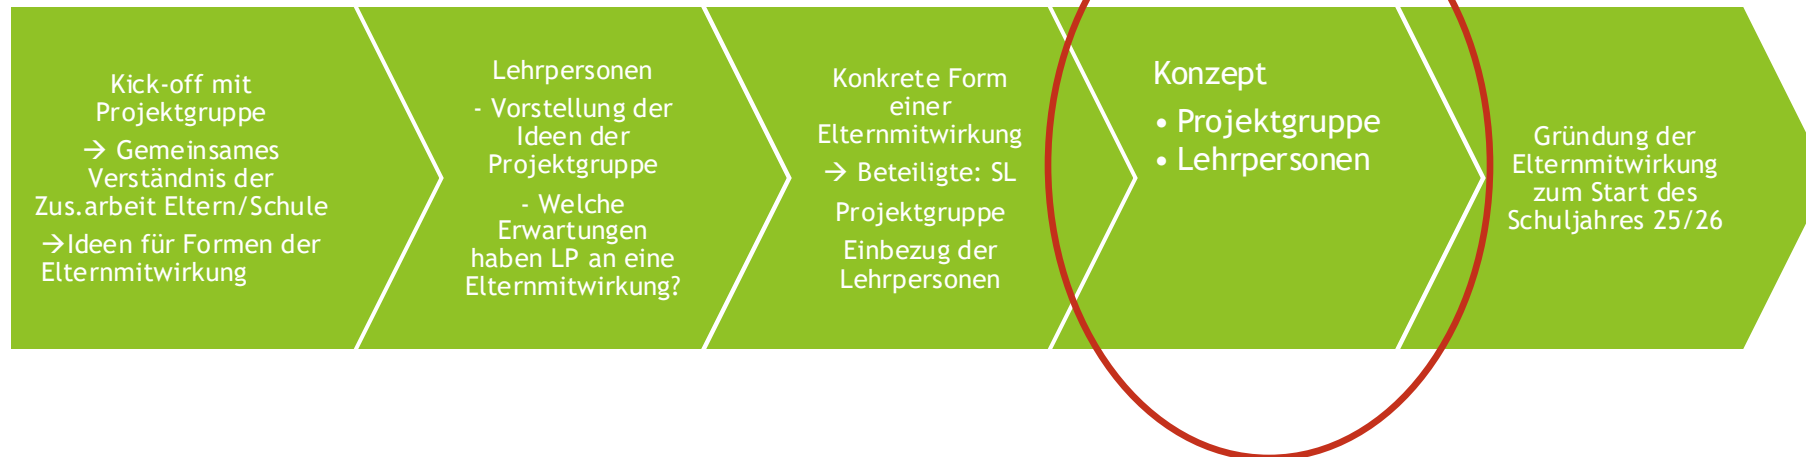 Kick-off mit
Projektgruppe
→ Gemeinsames
Verständnis der
Zus.arbeit Eltern/Schule
→Ideen für Formen der
Elternmitwirkung
Lehrpersonen
- Vorstellung der
Ideen der
Projektgruppe
- Welche
Erwartungen
haben LP an eine
Elternmitwirkung?
Konkrete Form
einer
Elternmitwirkung
→ Beteiligte: SL
Projektgruppe
Einbezug der
Lehrpersonen
Konzept
• Projektgruppe
• Lehrpersonen
Gründung der
Elternmitwirkung
zum Start des
Schuljahres 25/26